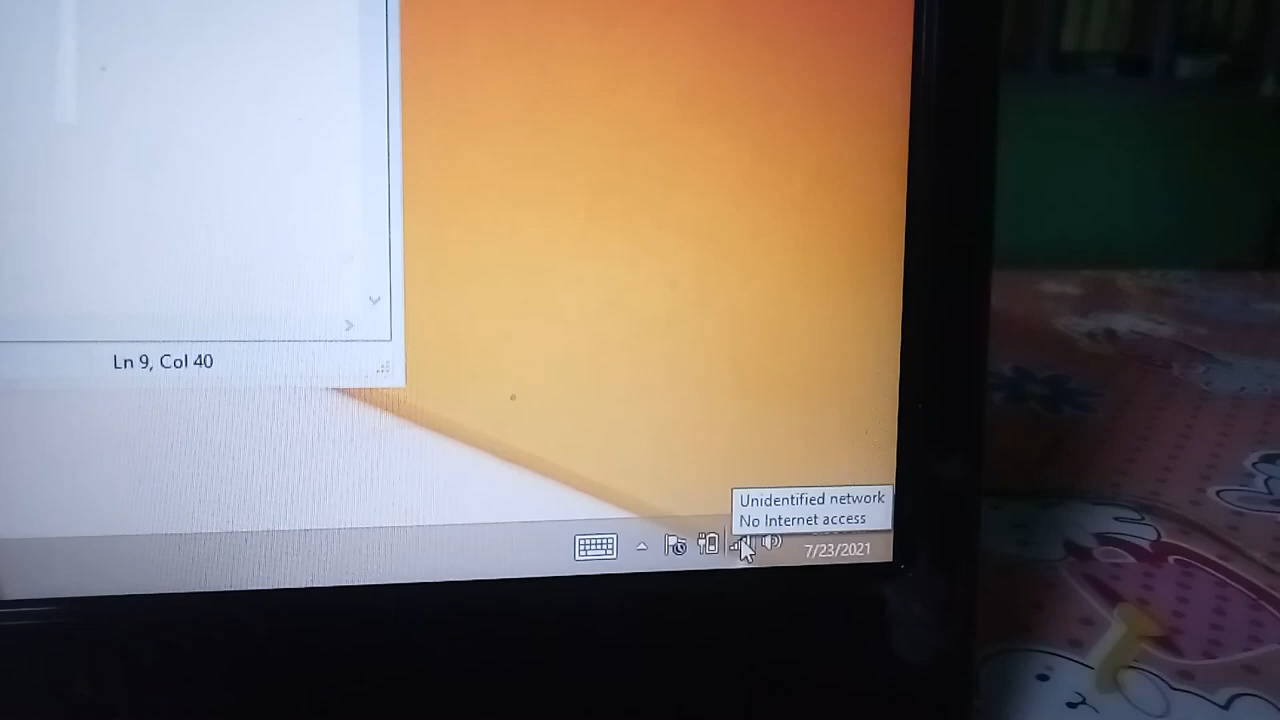 Ln 9, Col 40
Unidentified network
No Internet access
7/23/2021